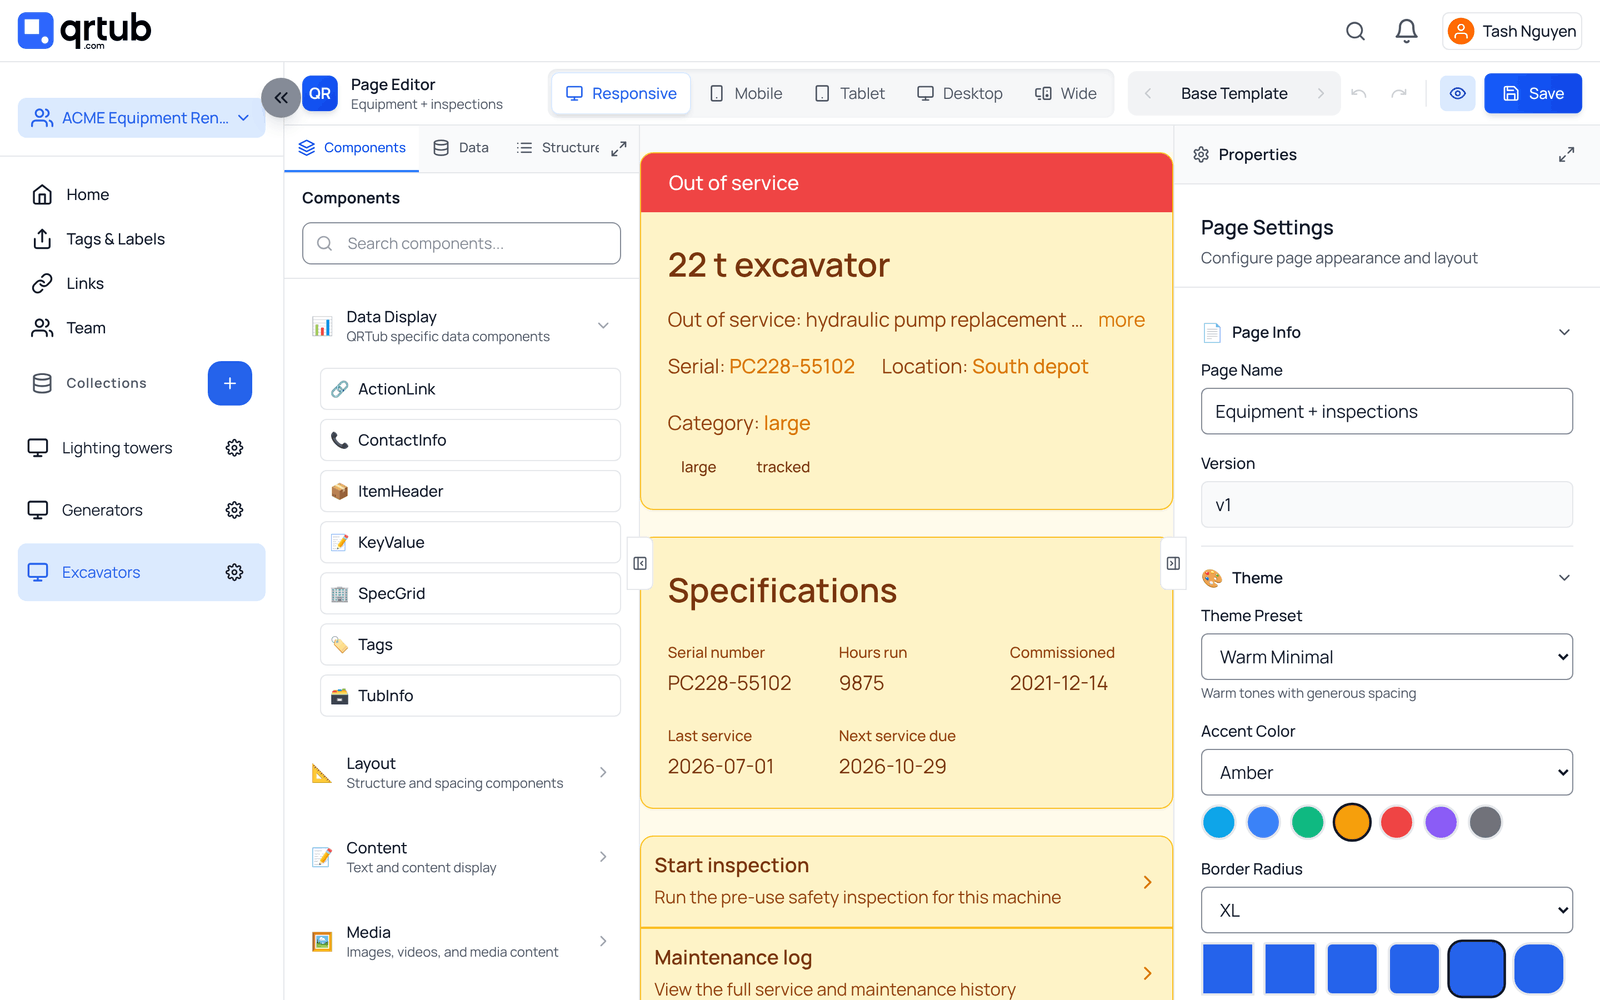 qrtub
.com
Tash Nguyen
ACME Equipment Ren...
Home
Tags & Labels
Links
Team
Collections
Lighting towers
Generators
Excavators
QR
Page Editor
Equipment + inspections
Responsive
Mobile
Tablet
Desktop
Wide
Base Template
Save
Components
Data
Structure
Components
Search components...
Data Display
QRTub specific data components
ActionLink
ContactInfo
ItemHeader
KeyValue
SpecGrid
Tags
TubInfo
Layout
Structure and spacing components
Content
Text and content display
Media
Images, videos, and media content
Out of service
22 t excavator
Out of service: hydraulic pump replacement ... more
Serial: PC228-55102 Location: South depot
Category: large
large tracked
Specifications
Serial number Hours run Commissioned
PC228-55102 9875 2021-12-14
Last service Next service due
2026-07-01 2026-10-29
Start inspection
Run the pre-use safety inspection for this machine
Maintenance log
View the full service and maintenance history
Properties
Page Settings
Configure page appearance and layout
Page Info
Page Name
Equipment + inspections
Version
v1
Theme
Theme Preset
Warm Minimal
Warm tones with generous spacing
Accent Color
Amber
Border Radius
XL